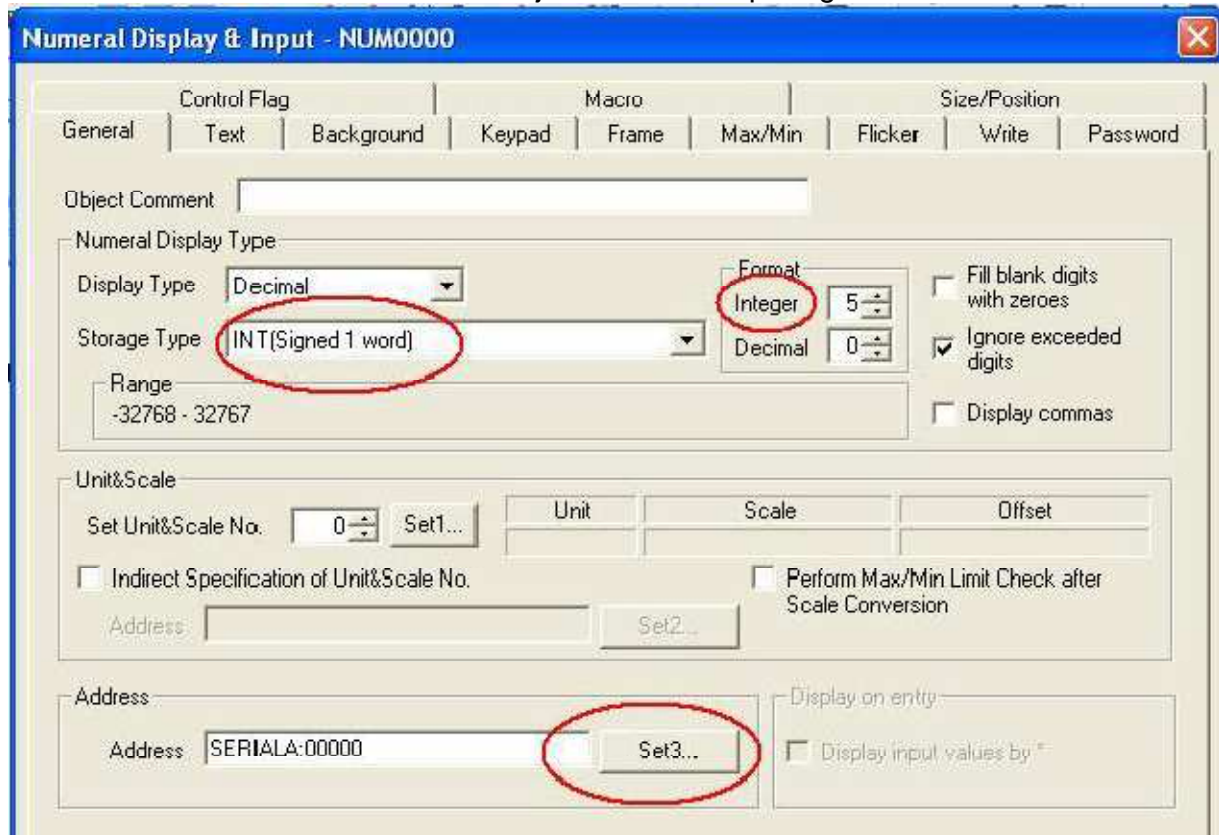 Numeral Display & Input - NUM0000
Control Flag Macro Size/Position
General Text Background Keypad Frame Max/Min Flicker Write Password
Object Comment
Numeral Display Type
Display Type Decimal
Storage Type INT(Signed 1 word)
Range
-32768 - 32767
Format
Integer 5
Decimal 0
Fill blank digits
with zeroes
Ignore exceeded
digits
Display commas
Unit&Scale
Set Unit&Scale No. 0 Set1...
Unit Scale Offset
Indirect Specification of Unit&Scale No.
Address Set2...
Perform Max/Min Limit Check after
Scale Conversion
Address
Address SERIALA:00000 Set3...
Display on entry
Display input values by *